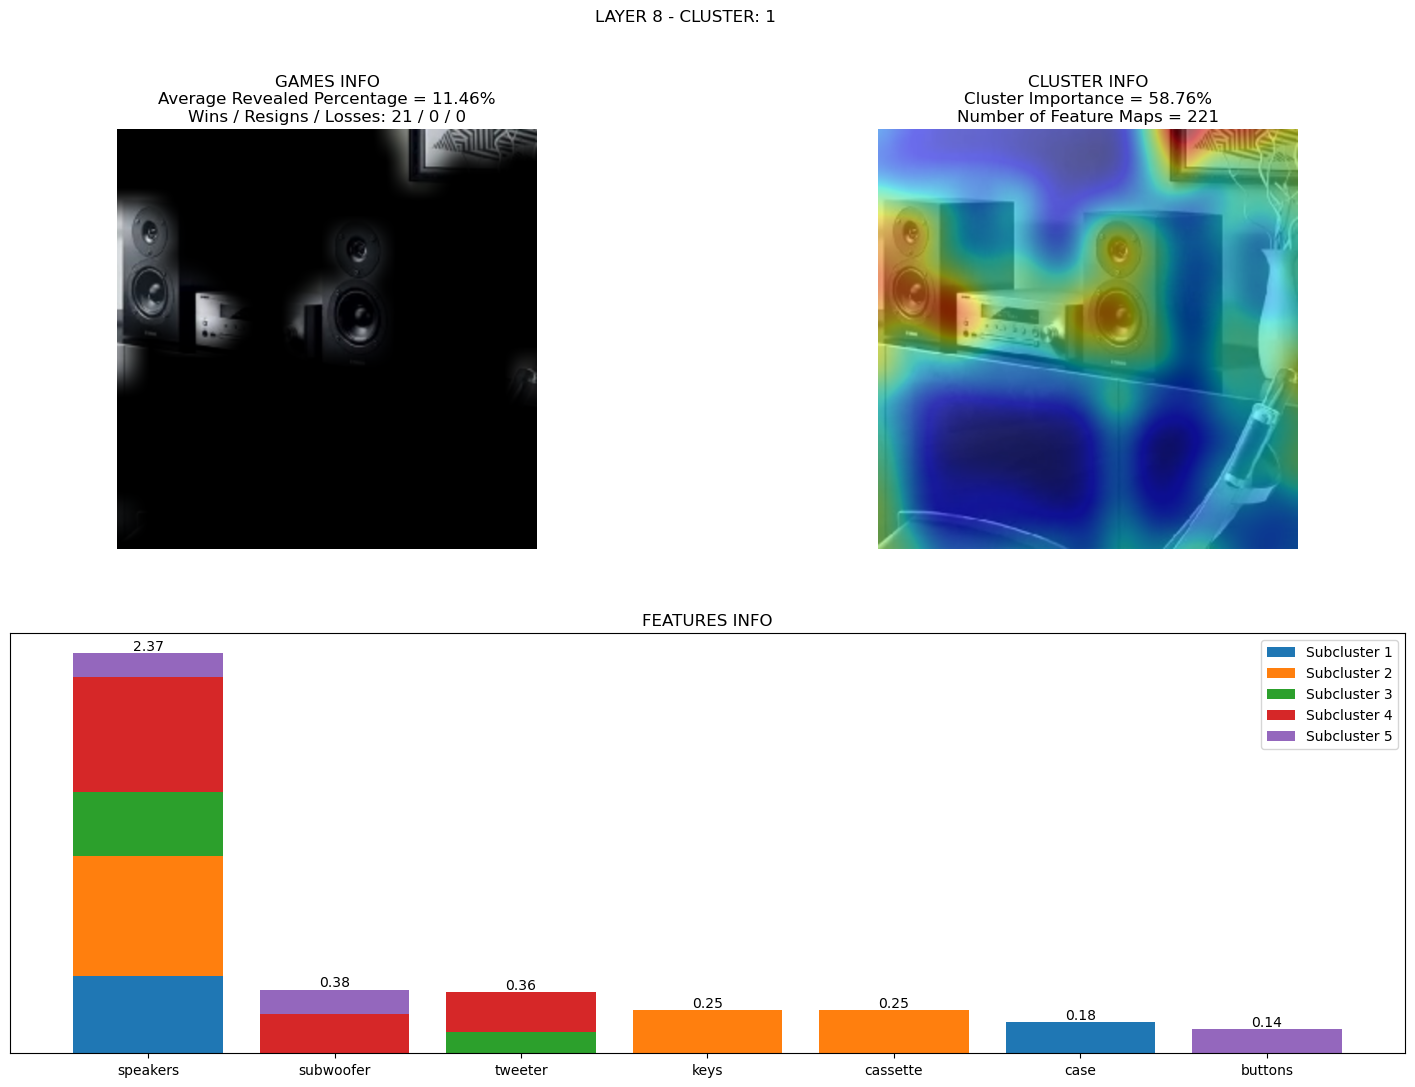 LAYER 8 - CLUSTER: 1
GAMES INFO
Average Revealed Percentage = 11.46%
Wins / Resigns / Losses: 21 / 0 / 0
CLUSTER INFO
Cluster Importance = 58.76%
Number of Feature Maps = 221
FEATURES INFO
2.37
0.38
0.36
0.25
0.25
0.18
0.14
Subcluster 1
Subcluster 2
Subcluster 3
Subcluster 4
Subcluster 5
speakers
subwoofer
tweeter
keys
cassette
case
buttons